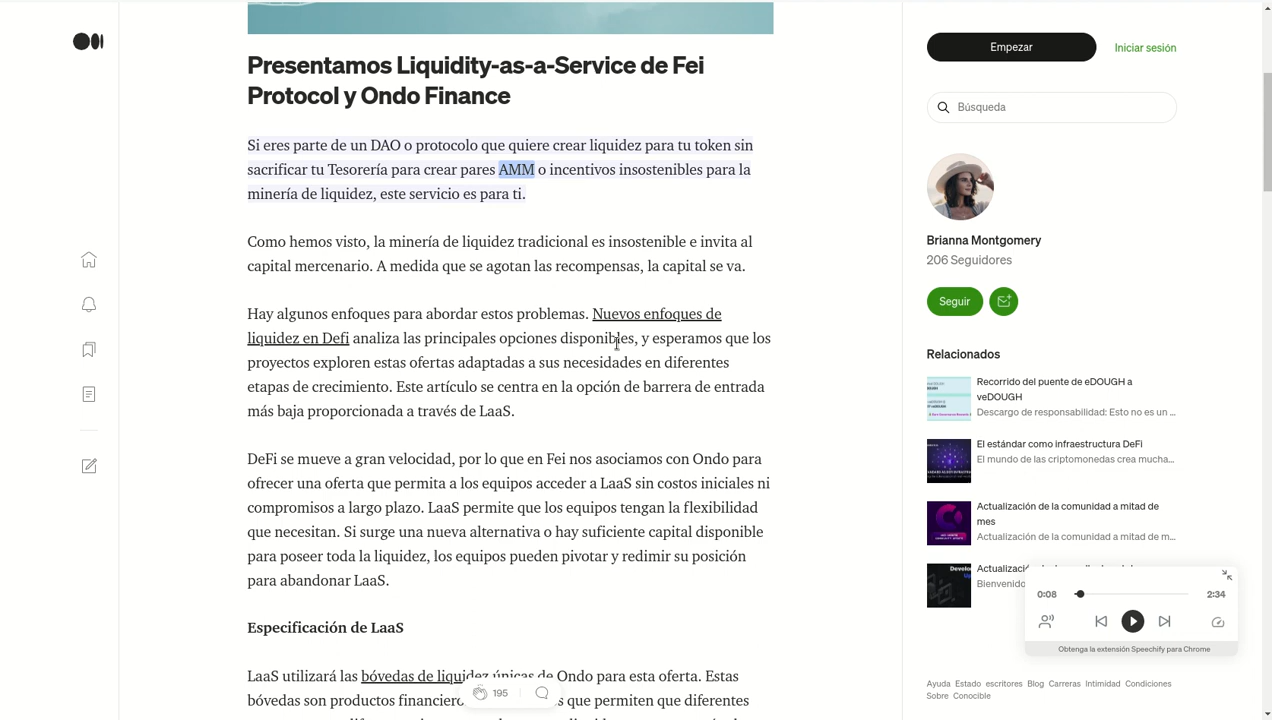 Presentamos Liquidity-as-a-Service de Fei
Protocol y Ondo Finance
Si eres parte de un DAO o protocolo que quiere crear liquidez para tu token sin
sacrificar tu Tesorería para crear pares AMM o incentivos insostenibles para la
minería de liquidez, este servicio es para ti.
Como hemos visto, la minería de liquidez tradicional es insostenible e invita al
capital mercenario. A medida que se agotan las recompensas, la capital se va.
Hay algunos enfoques para abordar estos problemas. Nuevos enfoques de
liquidez en Defi analiza las principales opciones disponibles, y esperamos que los
proyectos exploren estas ofertas adaptadas a sus necesidades en diferentes
etapas de crecimiento. Este artículo se centra en la opción de barrera de entrada
más baja proporcionada a través de LaaS.
DeFi se mueve a gran velocidad, por lo que en Fei nos asociamos con Ondo para
ofrecer una oferta que permita a los equipos acceder a LaaS sin costos iniciales ni
compromisos a largo plazo. LaaS permite que los equipos tengan la flexibilidad
que necesitan. Si surge una nueva alternativa o hay suficiente capital disponible
para poseer toda la liquidez, los equipos pueden pivotar y redimir su posición
para abandonar LaaS.
Especificación de LaaS
LaaS utilizará las bóvedas de liquidez únicas de Ondo para esta oferta. Estas
bóvedas son productos financiero que permiten que diferentes
195
Empezar
Iniciar sesión
Búsqueda
Brianna Montgomery
206 Seguidores
Seguir
Relacionados
Recorrido del puente de eDOUGH a
veDOUGH
Descargo de responsabilidad: Esto no es un ...
El estándar como infraestructura DeFi
El mundo de las criptomonedas crea mucha...
Actualización de la comunidad a mitad de
mes
Actualización de la comunidad a mitad de m...
Bienvenido
0:08
2:34
Obtenga la extensión Speechify para Chrome
Ayuda Estado escritores Blog Carreras Intimidad Condiciones
Sobre Conocible